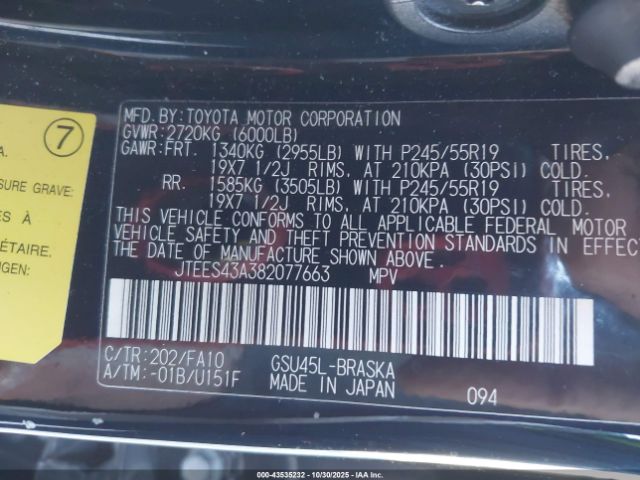 7
A.
SURE GRAVE:
DÉS À
ÉTAIRE.
NGEN:
MFD.BY:TOYOTA MOTOR CORPORATION
GVWR:2720KG (6000LB)
GAWR:FRT. 1340KG (2955LB) WITH P245/55R19 TIRES,
19X7 1/2J RIMS, AT 210KPA (30PSI) COLD.
RR. 1585KG (3505LB) WITH P245/55R19 TIRES,
19X7 1/2J RIMS, AT 210KPA (30PSI) COLD.
THIS VEHICLE CONFORMS TO ALL APPLICABLE FEDERAL MOTOR
VEHICLE SAFETY AND THEFT PREVENTION STANDARDS IN EFFECT
THE DATE OF MANUFACTURE SHOWN ABOVE.
JTEES43A382077663 MPV
C/TR:202/FA10 GSU45L-BRASKA
A/TM:-01B/U151F MADE IN JAPAN 094
000-43535232 - 10/30/2025 - IAA Inc.